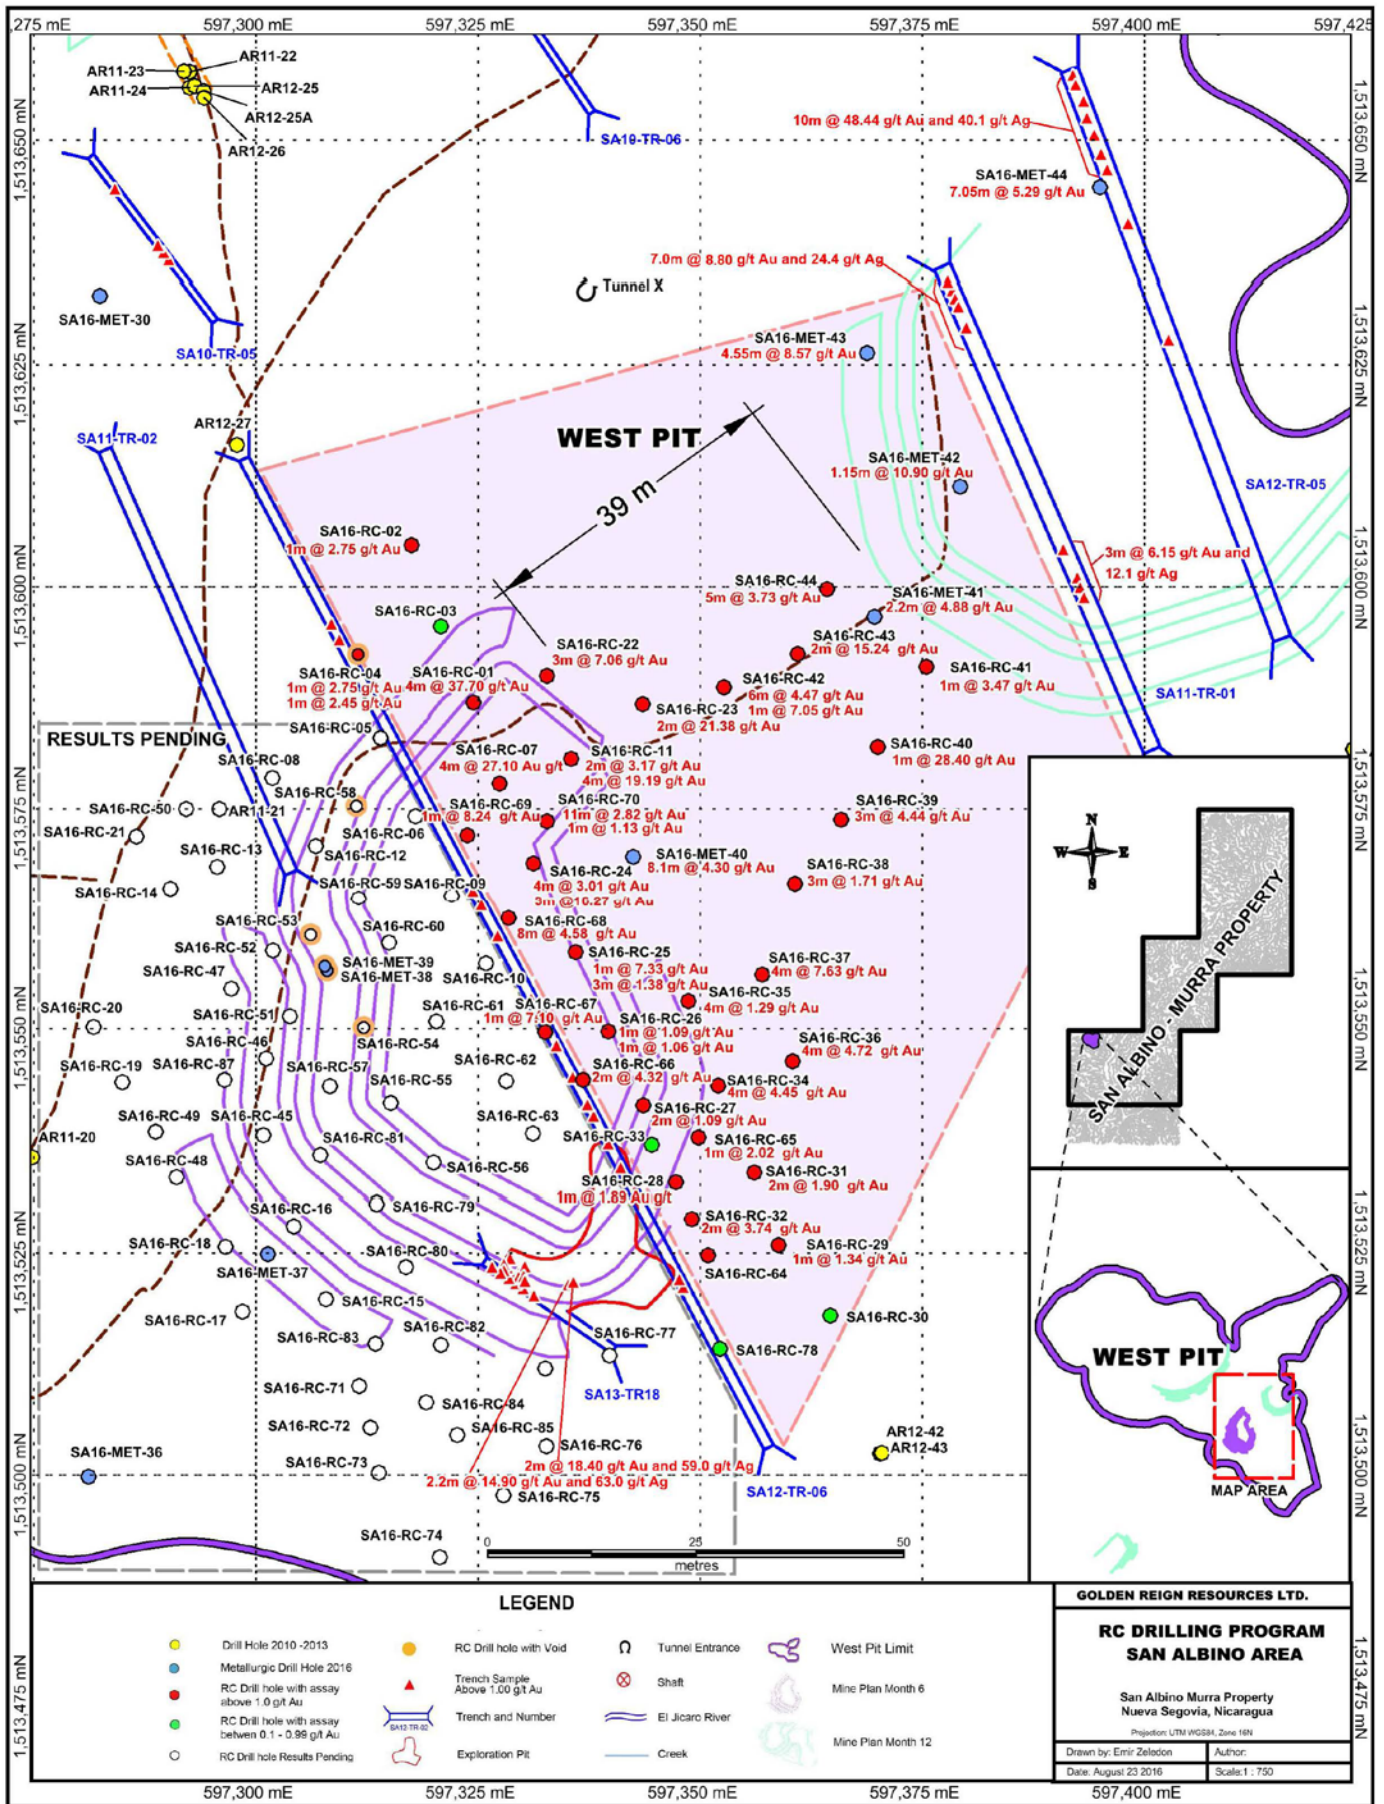 ,275 mE
597,300 mE
597,325 mE
597,350 mE
597,375 mE
597,400 mE
597,425
1,513,650 mN
1,513,625 mN
1,513,600 mN
1,513,575 mN
1,513,550 mN
1,513,525 mN
1,513,500 mN
1,513,475 mN
AR11-22
AR11-23
AR11-24
AR12-25
AR12-25A
AR12-26
SA10-TR-06
10m @ 48.44 g/t Au and 40.1 g/t Ag
SA16-MET-44
7.05m @ 5.29 g/t Au
7.0m @ 8.80 g/t Au and 24.4 g/t Ag
Tunnel X
SA16-MET-30
SA10-TR-05
SA16-MET-43
4.55m @ 8.57 g/t Au
AR12-27
SA11-TR-02
WEST PIT
39 m
SA16-MET-42
1.15m @ 10.90 g/t Au
SA12-TR-05
SA16-RC-02
1m @ 2.75 g/t Au
3m @ 6.15 g/t Au and
12.1 g/t Ag
SA16-RC-44
5m @ 3.73 g/t Au
SA16-MET-41
2.2m @ 4.88 g/t Au
SA16-RC-03
SA16-RC-22
3m @ 7.06 g/t Au
SA16-RC-43
2m @ 15.24 g/t Au
SA16-RC-41
1m @ 3.47 g/t Au
SA16-RC-04
1m @ 2.75 g/t Au
1m @ 2.45 g/t Au
SA16-RC-01
4m @ 37.70 g/t Au
SA16-RC-42
6m @ 4.47 g/t Au
1m @ 7.05 g/t Au
SA11-TR-01
SA16-RC-23
2m @ 21.38 g/t Au
SA16-RC-05
RESULTS PENDING
SA16-RC-40
1m @ 28.40 g/t Au
SA16-RC-07
4m @ 27.10 Au g/t
SA16-RC-11
2m @ 3.17 g/t Au
4m @ 19.19 g/t Au
SA16-RC-08
SA16-RC-58
SA16-RC-50
AR11-21
SA16-RC-69
1m @ 8.24 g/t Au
SA16-RC-70
11m @ 2.82 g/t Au
1m @ 1.13 g/t Au
SA16-RC-39
3m @ 4.44 g/t Au
SA16-RC-21
SA16-RC-06
SA16-RC-13
SA16-RC-12
SA16-MET-40
8.1m @ 4.30 g/t Au
SA16-RC-38
3m @ 1.71 g/t Au
SA16-RC-24
4m @ 3.01 g/t Au
3m @10.27 g/t Au
SA16-RC-14
SA16-RC-59
SA16-RC-09
SA16-RC-53
SA16-RC-68
8m @ 4.58 g/t Au
SA16-RC-60
SA16-RC-52
SA16-RC-25
1m @ 7.33 g/t Au
3m @ 1.38 g/t Au
SA16-RC-37
4m @ 7.63 g/t Au
SA16-MET-39
SA16-MET-38
SA16-RC-47
SA16-RC-10
SA16-RC-35
4m @ 1.29 g/t Au
SA16-RC-20
SA16-RC-51
SA16-RC-61
SA16-RC-67
1m @ 7.10 g/t Au
SA16-RC-26
1m @ 1.09 g/t Au
1m @ 1.06 g/t Au
SA16-RC-36
4m @ 4.72 g/t Au
SA16-RC-46
SA16-RC-54
SA16-RC-19
SA16-RC-87
SA16-RC-57
SA16-RC-62
SA16-RC-66
2m @ 4.32 g/t Au
SA16-RC-34
4m @ 4.45 g/t Au
SA16-RC-55
SA16-RC-49
SA16-RC-45
SA16-RC-27
2m @ 1.09 g/t Au
SA16-RC-63
AR11-20
SA16-RC-81
SA16-RC-33
SA16-RC-65
1m @ 2.02 g/t Au
SA16-RC-48
SA16-RC-56
SA16-RC-28
1m @ 1.89 Au g/t
SA16-RC-31
2m @ 1.90 g/t Au
SA16-RC-79
SA16-RC-16
SA16-RC-32
2m @ 3.74 g/t Au
SA16-RC-18
SA16-RC-80
SA16-RC-29
1m @ 1.34 g/t Au
SA16-MET-37
SA16-RC-64
SA16-RC-15
SA16-RC-17
SA16-RC-30
SA16-RC-82
SA16-RC-83
SA16-RC-77
SA16-RC-78
SA16-RC-71
SA13-TR18
SA16-RC-84
SA16-RC-72
SA16-RC-85
SA16-RC-76
AR12-42
AR12-43
SA16-MET-36
SA16-RC-73
2m @ 18.40 g/t Au and 59.0 g/t Ag
2.2m @ 14.90 g/t Au and 63.0 g/t Ag
SA12-TR-06
SA16-RC-75
SA16-RC-74
0
25
50
metres
N
W
E
S
SAN ALBINO - MURRA PROPERTY
WEST PIT
MAP AREA
LEGEND
Drill Hole 2010 -2013
Metallurgic Drill Hole 2016
RC Drill hole with assay
above 1.0 g/t Au
RC Drill hole with assay
betwen 0.1 - 0.99 g/t Au
RC Drill hole Results Pending
RC Drill hole with Void
Trench Sample
Above 1.00 g/t Au
SA12-TR-02
Trench and Number
Exploration Pit
Tunnel Entrance
Shaft
El Jicaro River
Creek
West Pit Limit
Mine Plan Month 6
Mine Plan Month 12
GOLDEN REIGN RESOURCES LTD.
RC DRILLING PROGRAM
SAN ALBINO AREA
San Albino Murra Property
Nueva Segovia, Nicaragua
Projection: UTM WGS84, Zone 16N
Drawn by: Emir Zeledon
Author:
Date: August 23 2016
Scale:1 : 750
597,300 mE
597,325 mE
597,350 mE
597,375 mE
597,400 mE